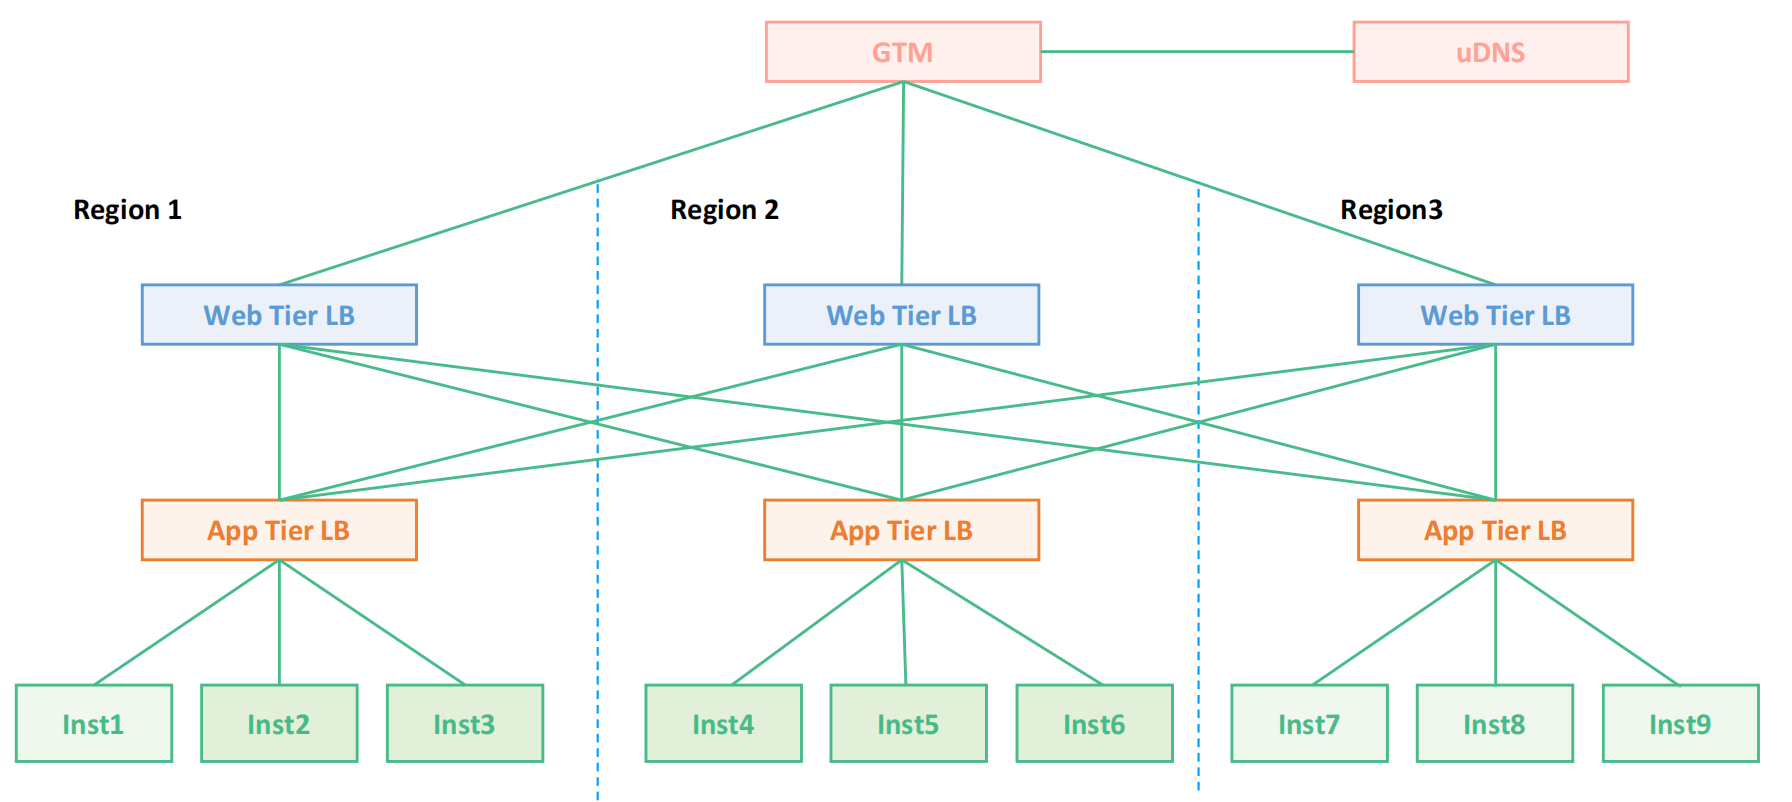 GTM
uDNS
Region 1
Region 2
Region3
Web Tier LB
Web Tier LB
Web Tier LB
App Tier LB
App Tier LB
App Tier LB
Inst1
Inst2
Inst3
Inst4
Inst5
Inst6
Inst7
Inst8
Inst9